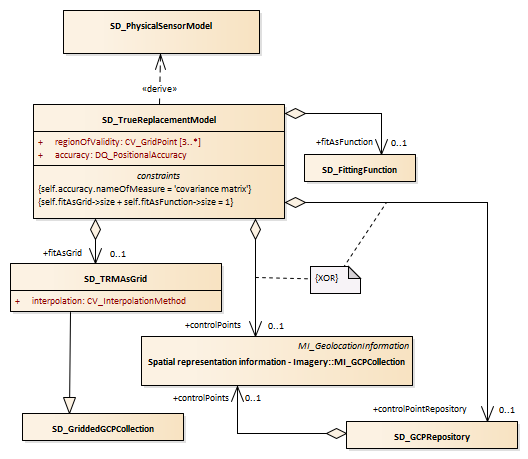 SD_PhysicalSensorModel
«derive»
SD_TrueReplacementModel
+ regionOfValidity: CV_GridPoint [3..*]
+ accuracy: DQ_PositionalAccuracy
constraints
{self.accuracy.nameOfMeasure = 'covariance matrix'}
{self.fitAsGrid->size + self.fitAsFunction->size = 1}
+fitAsFunction 0..1
SD_FittingFunction
+fitAsGrid 0..1
SD_TRMAsGrid
+ interpolation: CV_InterpolationMethod
{XOR}
+controlPoints 0..1
MI_GeolocationInformation
Spatial representation information - Imagery::MI_GCPCollection
+controlPoints 0..1
+controlPointRepository 0..1
SD_GriddedGCPCollection
SD_GCPRepository